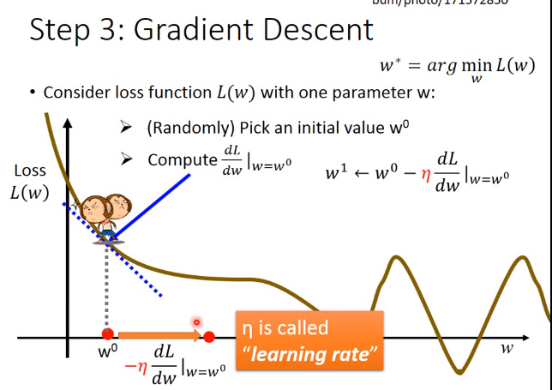 Step 3: Gradient Descent
w* = arg min_w L(w)
• Consider loss function L(w) with one parameter w:
➤ (Randomly) Pick an initial value w⁰
➤ Compute dL/dw |w=w⁰
w¹ ← w⁰ − η dL/dw |w=w⁰
Loss
L(w)
η is called
“learning rate”
w⁰
−η dL/dw |w=w⁰
w